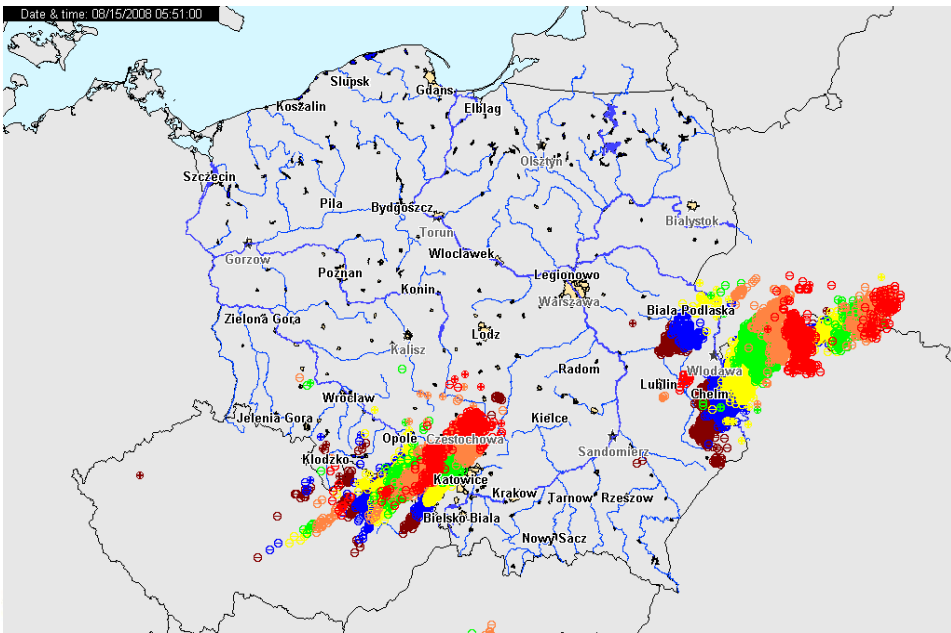 Date & time: 08/15/2008 05:51:00
Slupsk
Gdans
Koszalin
Elblag
Olsztyn
Szczecin
Pila
Bydgoszcz
Bialystok
Torun
Gorzow
Wloclawek
Poznan
Legionowo
Konin
Warszawa
Biala Podlaska
Zielona Gora
Lodz
Kalisz
Radom
Wlodawa
Lublin
Wroclaw
Chelm
Jelenia Gora
Kielce
Opole
Czestochowa
Sandomierz
Klodzko
Katowice
Krakow
Tarnow
Rzeszow
Bielsko Biala
Nowy Sacz